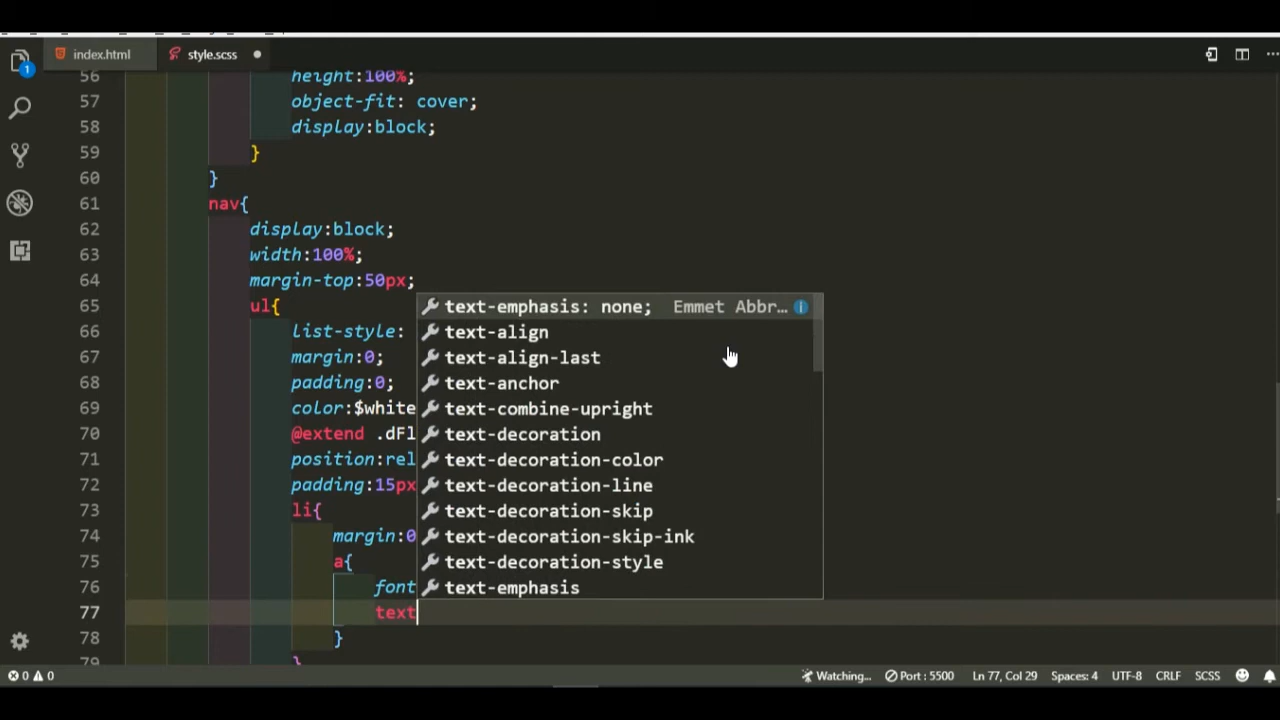 index.html style.scss
56 height:100%;
57 object-fit: cover;
58 display:block;
59 }
60 }
61 nav{
62 display:block;
63 width:100%;
64 margin-top:50px;
65 ul{
text-emphasis: none; Emmet Abbr...
66 list-style:
text-align
67 margin:0;
text-align-last
68 padding:0;
text-anchor
69 color:$white
text-combine-upright
70 @extend .dFl
text-decoration
71 position:rel
text-decoration-color
72 padding:15px
text-decoration-line
73 li{
text-decoration-skip
74 margin:0
text-decoration-skip-ink
75 a{
text-decoration-style
76 font
text-emphasis
77 text
78 }
79 }
1
0 0 Watching... Port : 5500 Ln 77, Col 29 Spaces: 4 UTF-8 CRLF SCSS